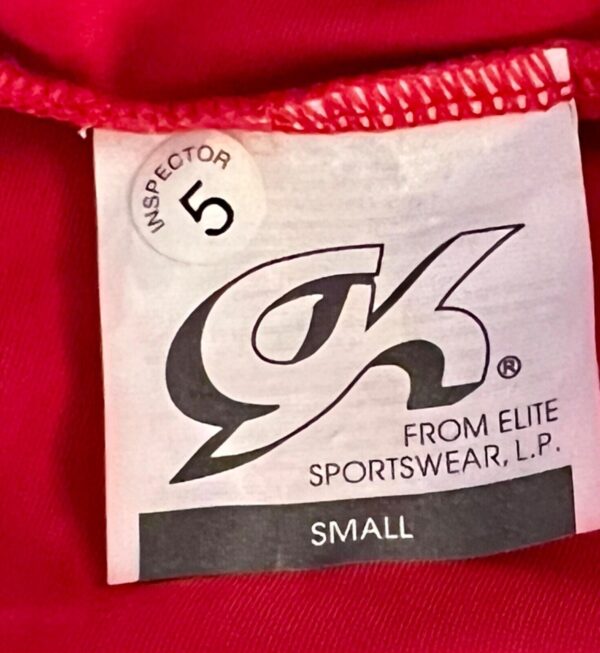 INSPECTOR
5
GK®
FROM ELITE
SPORTSWEAR, L.P.
SMALL